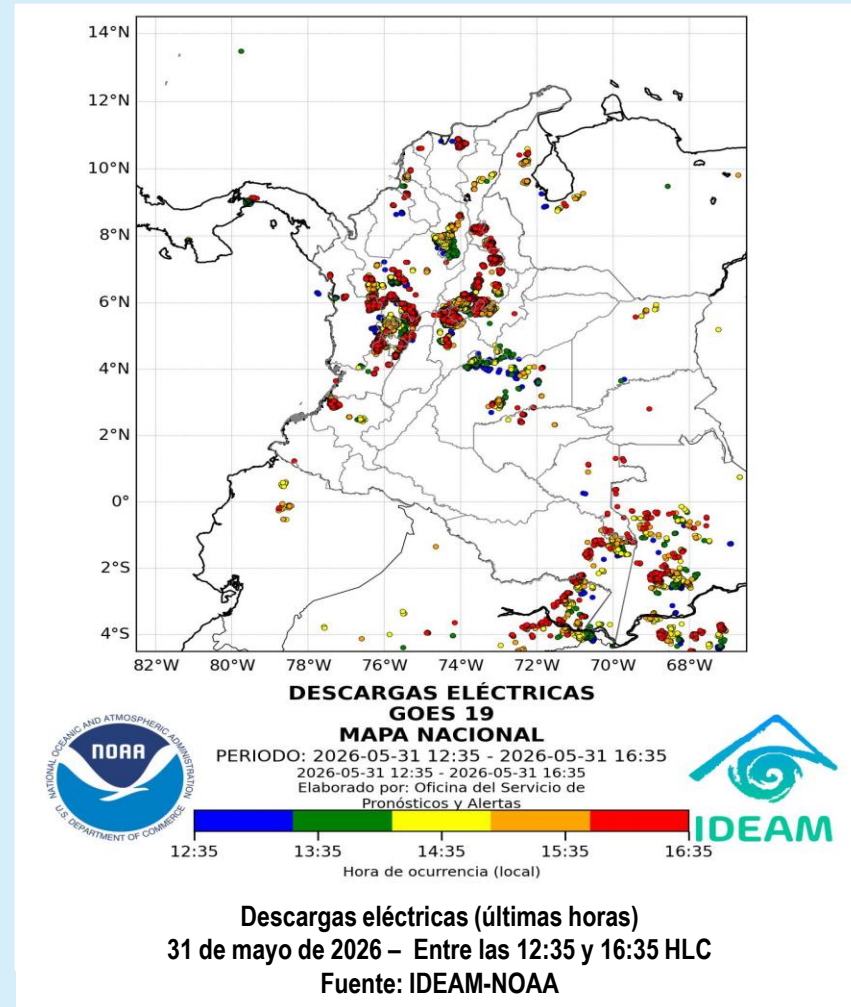 14°N
12°N
10°N
8°N
6°N
4°N
2°N
0°
2°S
4°S
82°W 80°W 78°W 76°W 74°W 72°W 70°W 68°W
DESCARGAS ELÉCTRICAS
GOES 19
MAPA NACIONAL
PERIODO: 2026-05-31 12:35 - 2026-05-31 16:35
2026-05-31 12:35 - 2026-05-31 16:35
Elaborado por: Oficina del Servicio de
Pronósticos y Alertas
NATIONAL OCEANIC AND ATMOSPHERIC ADMINISTRATION
NOAA
U.S. DEPARTMENT OF COMMERCE
IDEAM
12:35 13:35 14:35 15:35 16:35
Hora de ocurrencia (local)
Descargas eléctricas (últimas horas)
31 de mayo de 2026 – Entre las 12:35 y 16:35 HLC
Fuente: IDEAM-NOAA